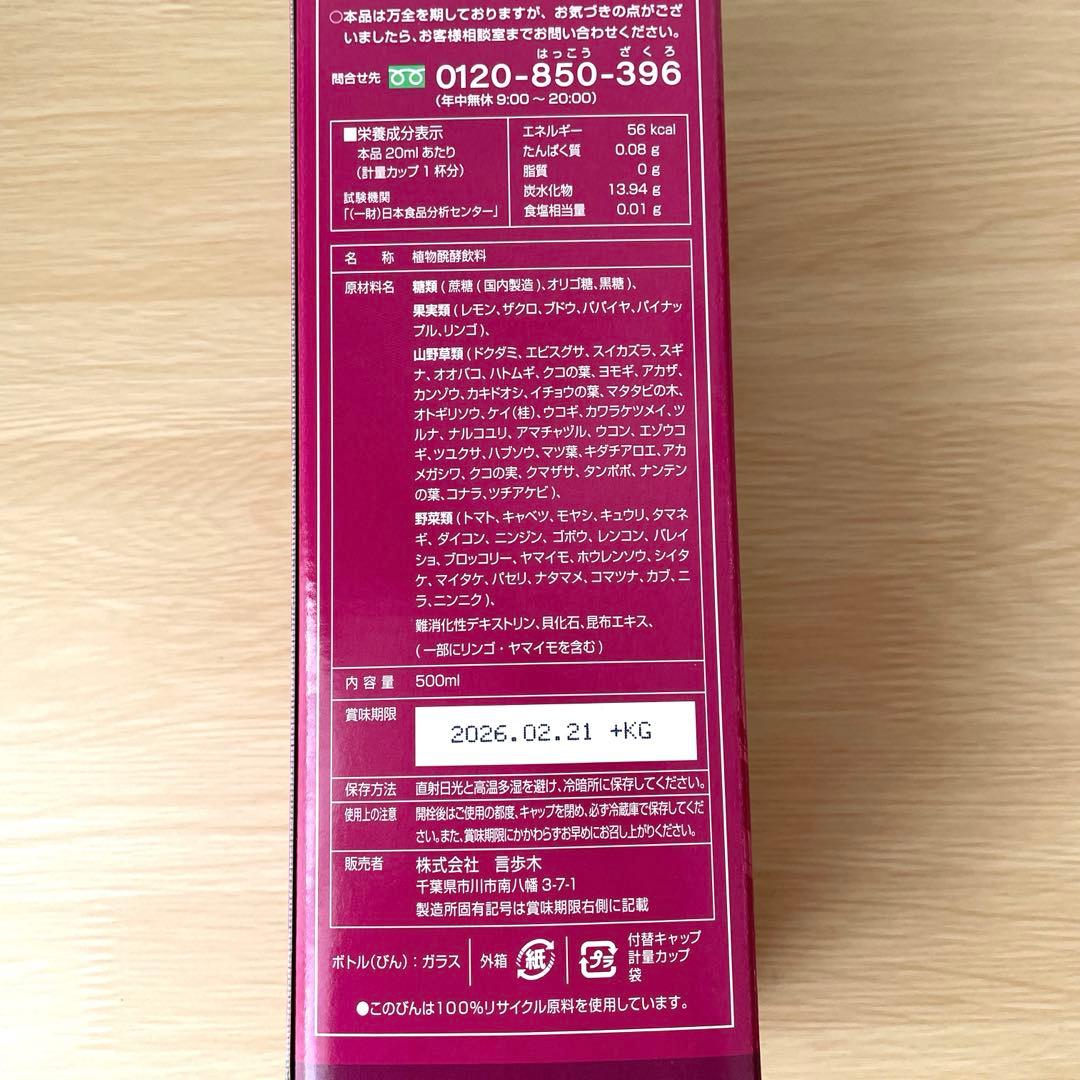 ○本品は万全を期しておりますが、お気づきの点がござ
いましたら、お客様相談室までお問い合わせください。
はっこう ざくろ
問合せ先 0120-850-396
(年中無休 9:00～20:00)
■栄養成分表示
本品 20mlあたり
(計量カップ1杯分)
試験機関
「(一財)日本食品分析センター」
エネルギー 56 kcal
たんぱく質 0.08 g
脂質 0 g
炭水化物 13.94 g
食塩相当量 0.01 g
名称 植物醗酵飲料
原材料名 糖類(蔗糖(国内製造)、オリゴ糖、黒糖)、
果実類(レモン、ザクロ、ブドウ、パパイヤ、パイナッ
プル、リンゴ)、
山野草類(ドクダミ、エビスグサ、スイカズラ、スギ
ナ、オオバコ、ハトムギ、クコの葉、ヨモギ、アカザ、
カンゾウ、カキドオシ、イチョウの葉、マタタビの木、
オトギリソウ、ケイ(桂)、ウコギ、カワラケツメイ、ツ
ルナ、ナルコユリ、アマチャヅル、ウコン、エゾウコ
ギ、ツユクサ、ハブソウ、マツ葉、キダチアロエ、アカ
メガシワ、クコの実、クマザサ、タンポポ、ナンテン
の葉、コナラ、ツチアケビ)、
野菜類(トマト、キャベツ、モヤシ、キュウリ、タマネ
ギ、ダイコン、ニンジン、ゴボウ、レンコン、バレイ
ショ、ブロッコリー、ヤマイモ、ホウレンソウ、シイタ
ケ、マイタケ、パセリ、ナタマメ、コマツナ、カブ、ニ
ラ、ニンニク)、
難消化性デキストリン、貝化石、昆布エキス、
(一部にリンゴ・ヤマイモを含む)
内容量 500ml
賞味期限 2026.02.21 +KG
保存方法 直射日光と高温多湿を避け、冷暗所に保存してください。
使用上の注意 開栓後はご使用の都度、キャップを閉め、必ず冷蔵庫で保存してくだ
さい。また、賞味期限にかかわらずお早めにお召し上がりください。
販売者 株式会社 言歩木
千葉県市川市南八幡 3-7-1
製造所固有記号は賞味期限右側に記載
ボトル(びん):ガラス 外箱 紙 プラ 付替キャップ
計量カップ
袋
●このびんは100%リサイクル原料を使用しています。